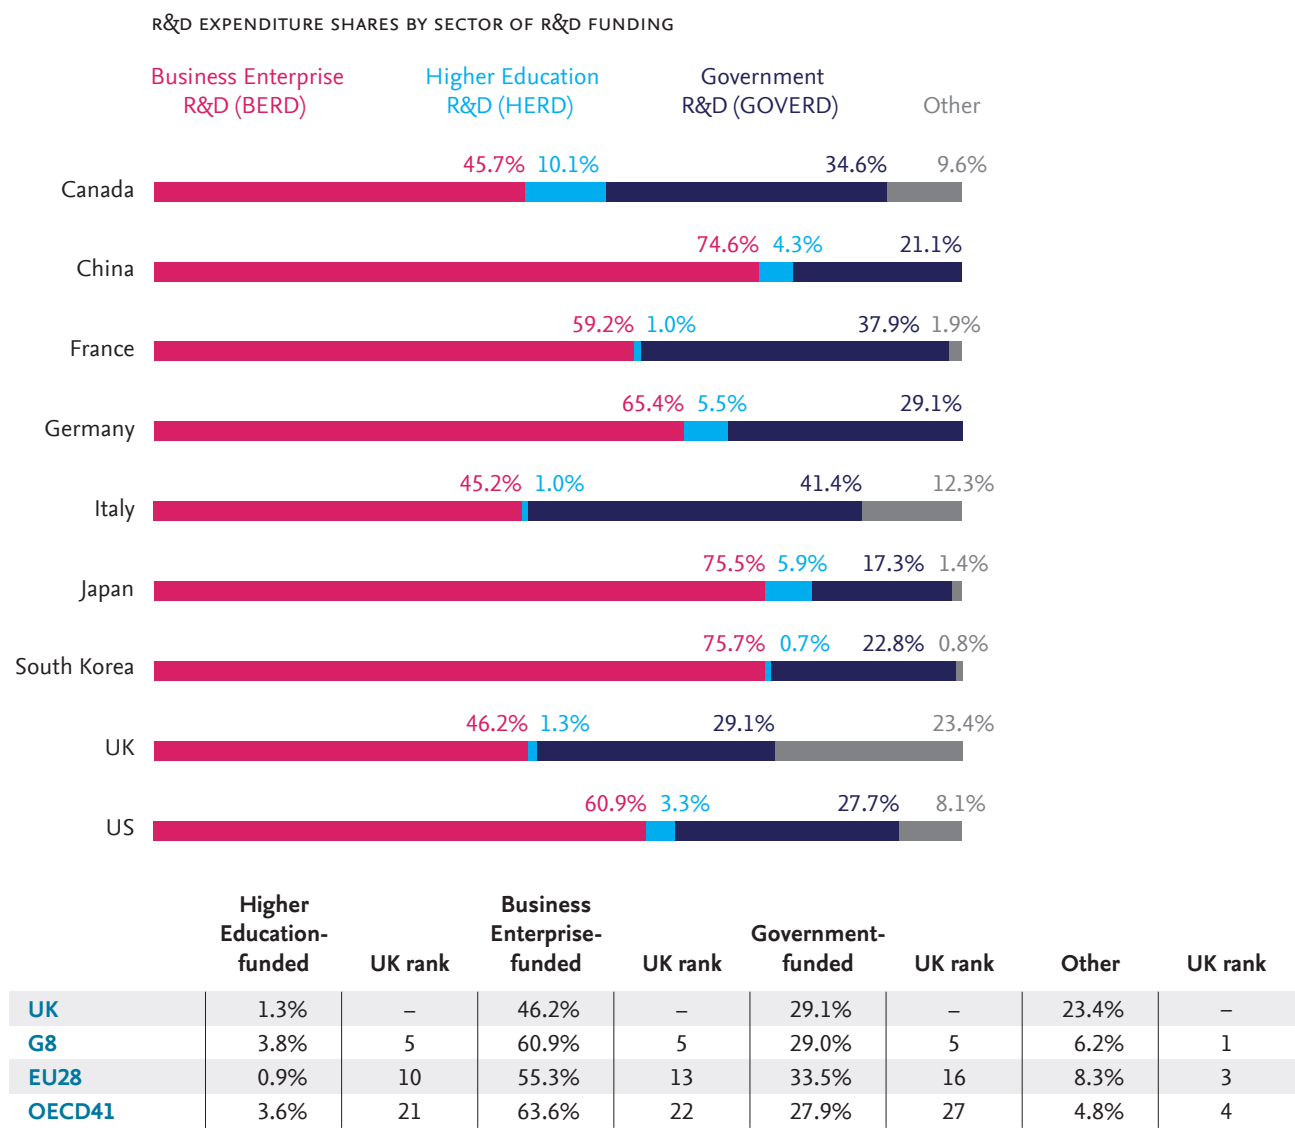 R&D EXPENDITURE SHARES BY SECTOR OF R&D FUNDING
Business Enterprise
R&D (BERD)
Higher Education
R&D (HERD)
Government
R&D (GOVERD)
Other
45.7% 10.1% 34.6% 9.6%
Canada
74.6% 4.3% 21.1%
China
59.2% 1.0% 37.9% 1.9%
France
65.4% 5.5% 29.1%
Germany
45.2% 1.0% 41.4% 12.3%
Italy
75.5% 5.9% 17.3% 1.4%
Japan
75.7% 0.7% 22.8% 0.8%
South Korea
46.2% 1.3% 29.1% 23.4%
UK
60.9% 3.3% 27.7% 8.1%
US
Higher
Education-
funded
UK rank
Business
Enterprise-
funded
UK rank
Government-
funded
UK rank
Other
UK rank
UK 1.3% – 46.2% – 29.1% – 23.4% –
G8 3.8% 5 60.9% 5 29.0% 5 6.2% 1
EU28 0.9% 10 55.3% 13 33.5% 16 8.3% 3
OECD41 3.6% 21 63.6% 22 27.9% 27 4.8% 4